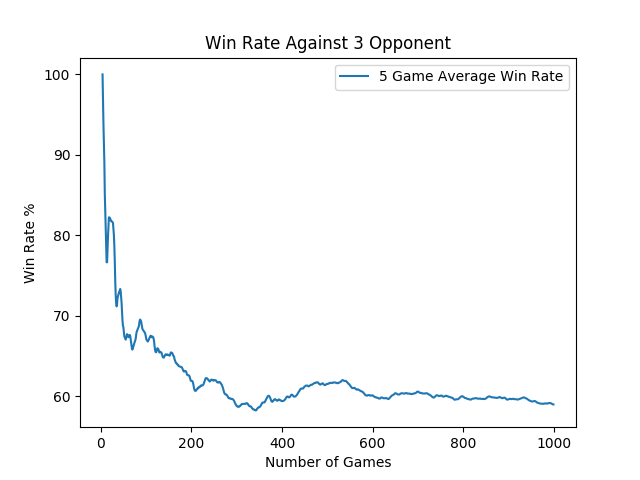 Win Rate Against 3 Opponent
5 Game Average Win Rate
100
90
80
70
60
Win Rate %
0 200 400 600 800 1000
Number of Games